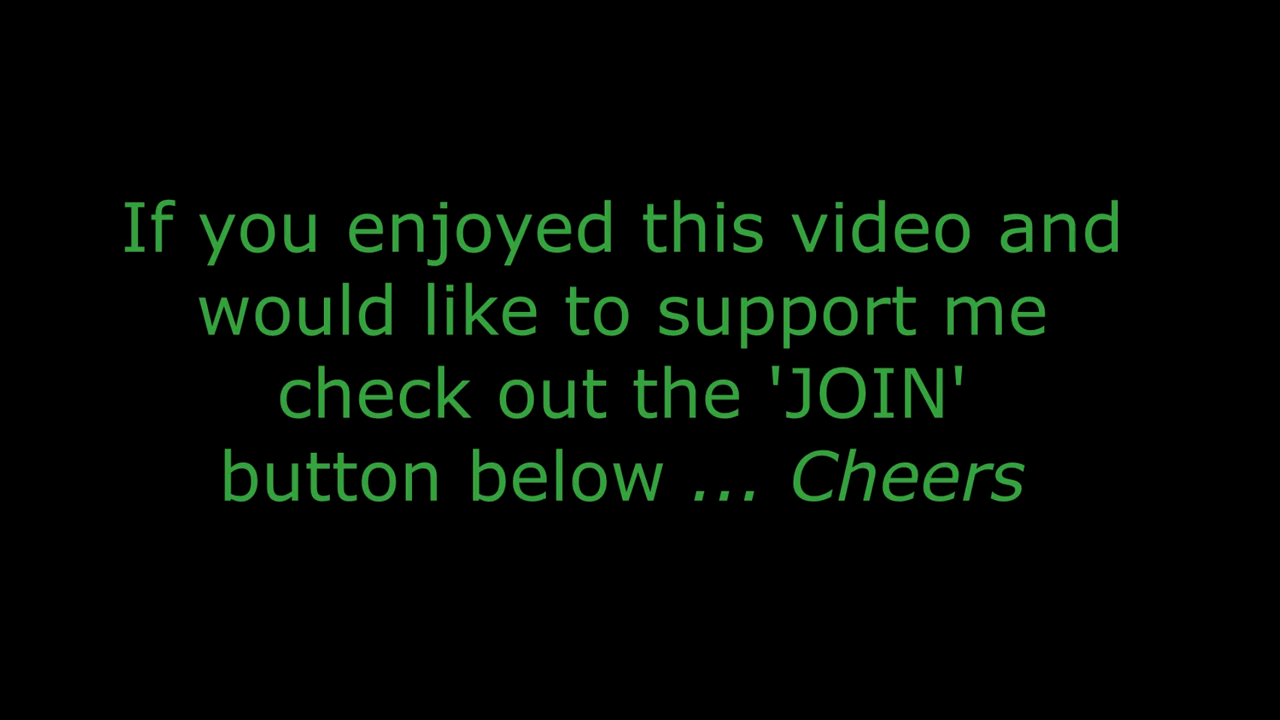 If you enjoyed this video and
would like to support me
check out the 'JOIN'
button below ... Cheers